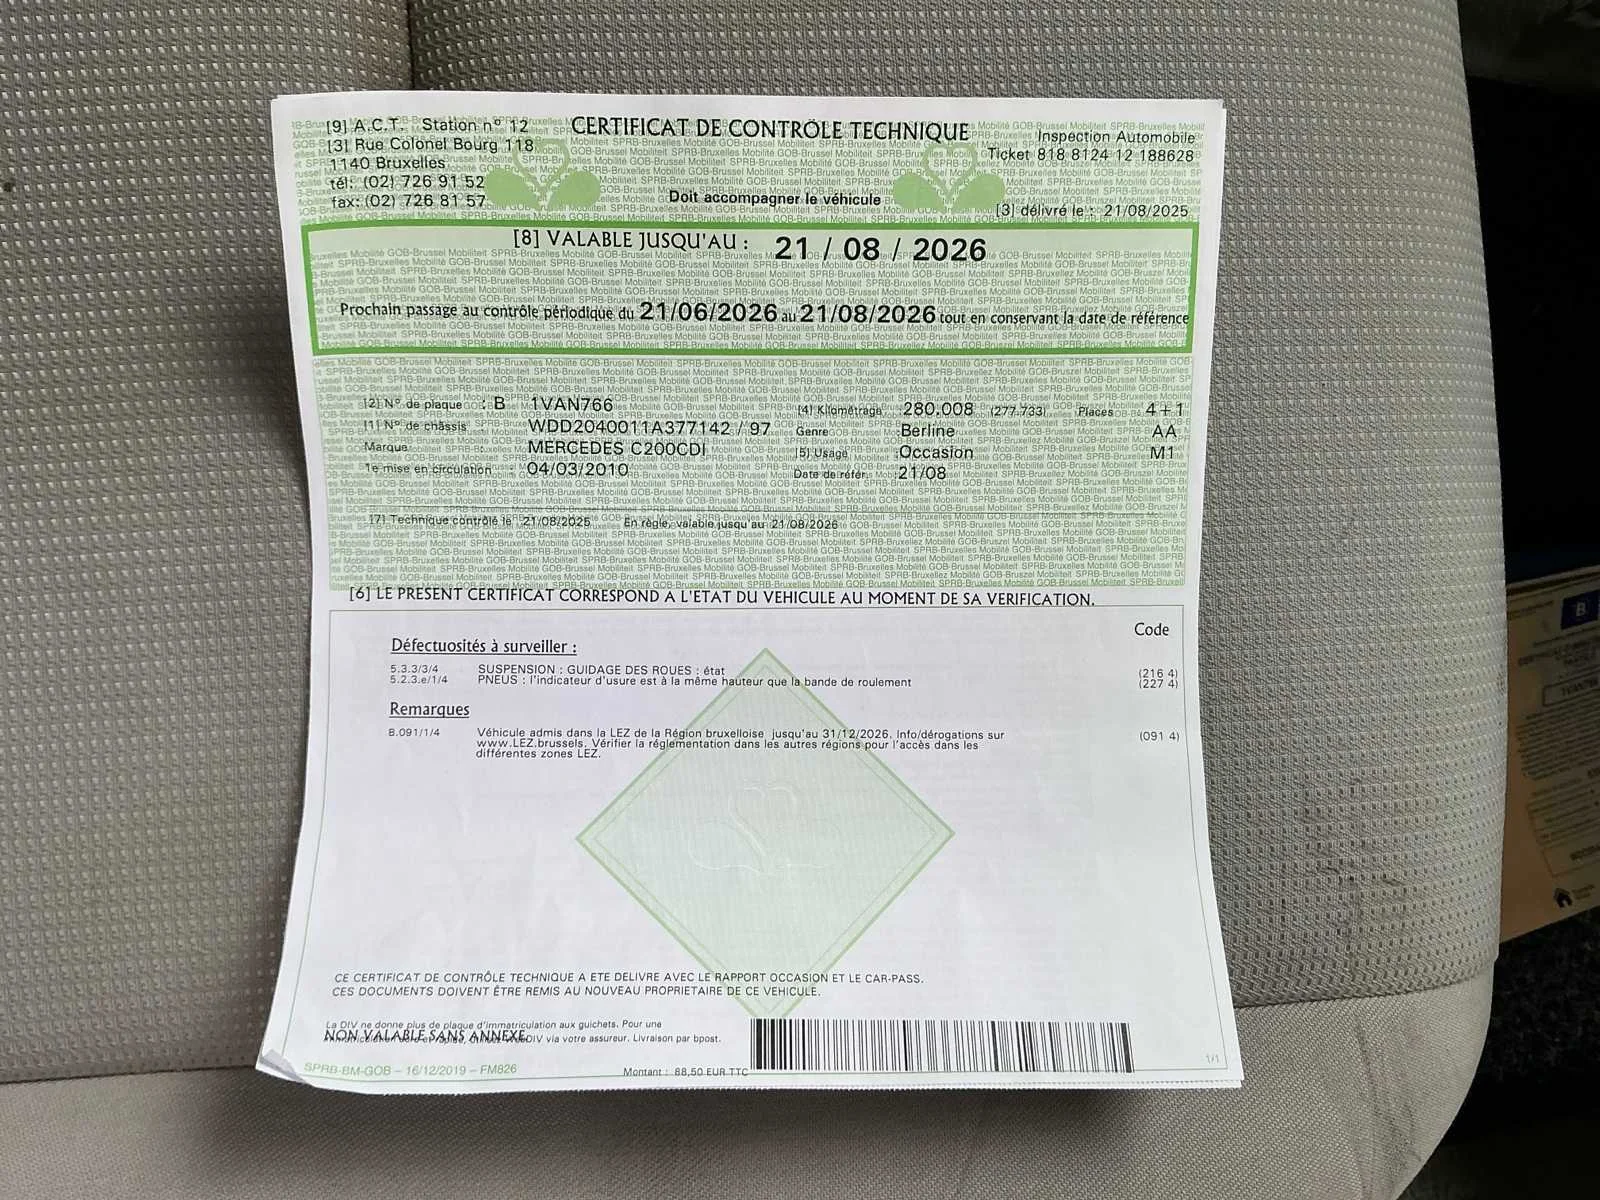 [9] A.C.T. Station n° 12
[3] Rue Colonel Bourg 118
1140 Bruxelles
tél: (02) 726 91 52
fax: (02) 726 81 57
CERTIFICAT DE CONTRÔLE TECHNIQUE
Doit accompagner le véhicule
Inspection Automobile
Ticket 818 8124 12 188628
[3] délivré le : 21/08/2025
[8] VALABLE JUSQU'AU : 21 / 08 / 2026
Prochain passage au contrôle périodique du 21/06/2026 au 21/08/2026 tout en conservant la date de référence
[2] N° de plaque : B 1VAN766
[1] N° de châssis WDD2040011A377142 / 97
Marque : MERCEDES C200CDI
1e mise en circulation : 04/03/2010
[4] Kilométrage :280.008 (277.733) Places 4+1
Genre :Berline AA
[5] Usage :Occasion M1
Date de référ. :21/08
[7] Technique contrôlé le 21/08/2025 En règle, valable jusqu'au 21/08/2026
[6] LE PRESENT CERTIFICAT CORRESPOND A L'ETAT DU VEHICULE AU MOMENT DE SA VERIFICATION.
Code
Défectuosités à surveiller :
5.3.3/3/4 SUSPENSION : GUIDAGE DES ROUES : état (216 4)
5.2.3.e/1/4 PNEUS : l'indicateur d'usure est à la même hauteur que la bande de roulement (227 4)
Remarques
B.091/1/4 Véhicule admis dans la LEZ de la Région bruxelloise jusqu'au 31/12/2026. Info/dérogations sur (091 4)
www.LEZ.brussels. Vérifier la réglementation dans les autres régions pour l'accès dans les
différentes zones LEZ.
CE CERTIFICAT DE CONTRÔLE TECHNIQUE A ETE DELIVRE AVEC LE RAPPORT OCCASION ET LE CAR-PASS.
CES DOCUMENTS DOIVENT ÊTRE REMIS AU NOUVEAU PROPRIETAIRE DE CE VEHICULE.
La DIV ne donne plus de plaque d'immatriculation aux guichets. Pour une
NON VALABLE SANS ANNEXE
DIV via votre assureur. Livraison par bpost.
SPRB-BM-GOB – 16/12/2019 – FM826
Montant : 88,50 EUR TTC
1/1
B